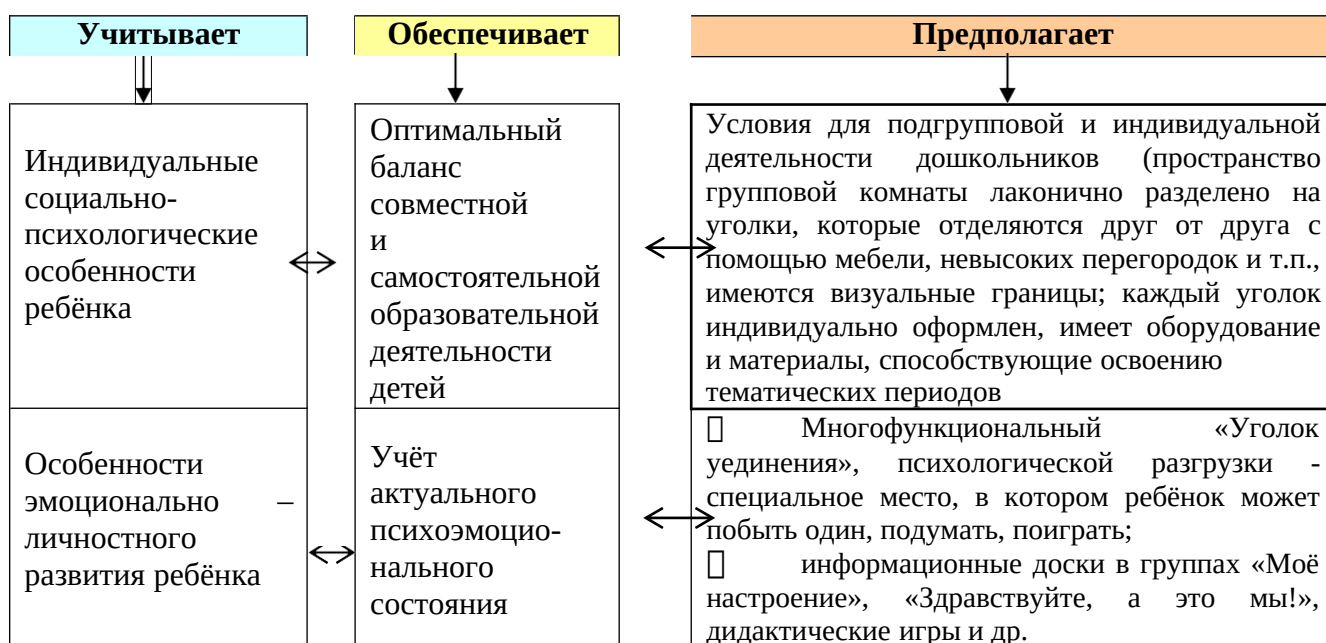 Учитывает
Обеспечивает
Предполагает
Индивидуальные
социально-
психологические
особенности
ребёнка
Оптимальный
баланс
совместной
и
самостоятельной
образовательной
деятельности
детей
Условия для подгрупповой и индивидуальной
деятельности дошкольников (пространство
групповой комнаты лаконично разделено на
уголки, которые отделяются друг от друга с
помощью мебели, невысоких перегородок и т.п.,
имеются визуальные границы; каждый уголок
индивидуально оформлен, имеет оборудование
и материалы, способствующие освоению
тематических периодов
Особенности
эмоционально –
личностного
развития ребёнка
Учёт
актуального
психоэмоцио-
нального
состояния
Многофункциональный «Уголок
уединения», психологической разгрузки -
специальное место, в котором ребёнок может
побыть один, подумать, поиграть;
информационные доски в группах «Моё
настроение», «Здравствуйте, а это мы!»,
дидактические игры и др.